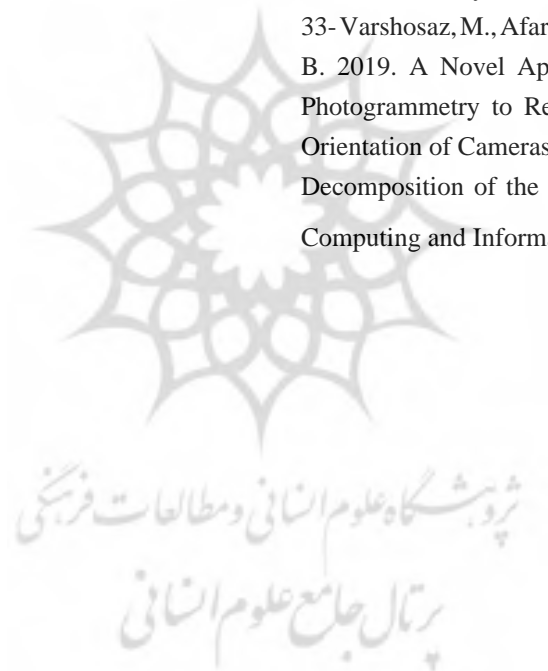 33- Varshosaz, M., Afar
B. 2019. A Novel Ap
Photogrammetry to Re
Orientation of Cameras
Decomposition of the
Computing and Informa
پژوهشگاه علوم انسانی و مطالعات فرهنگی
پرتال جامع علوم انسانی